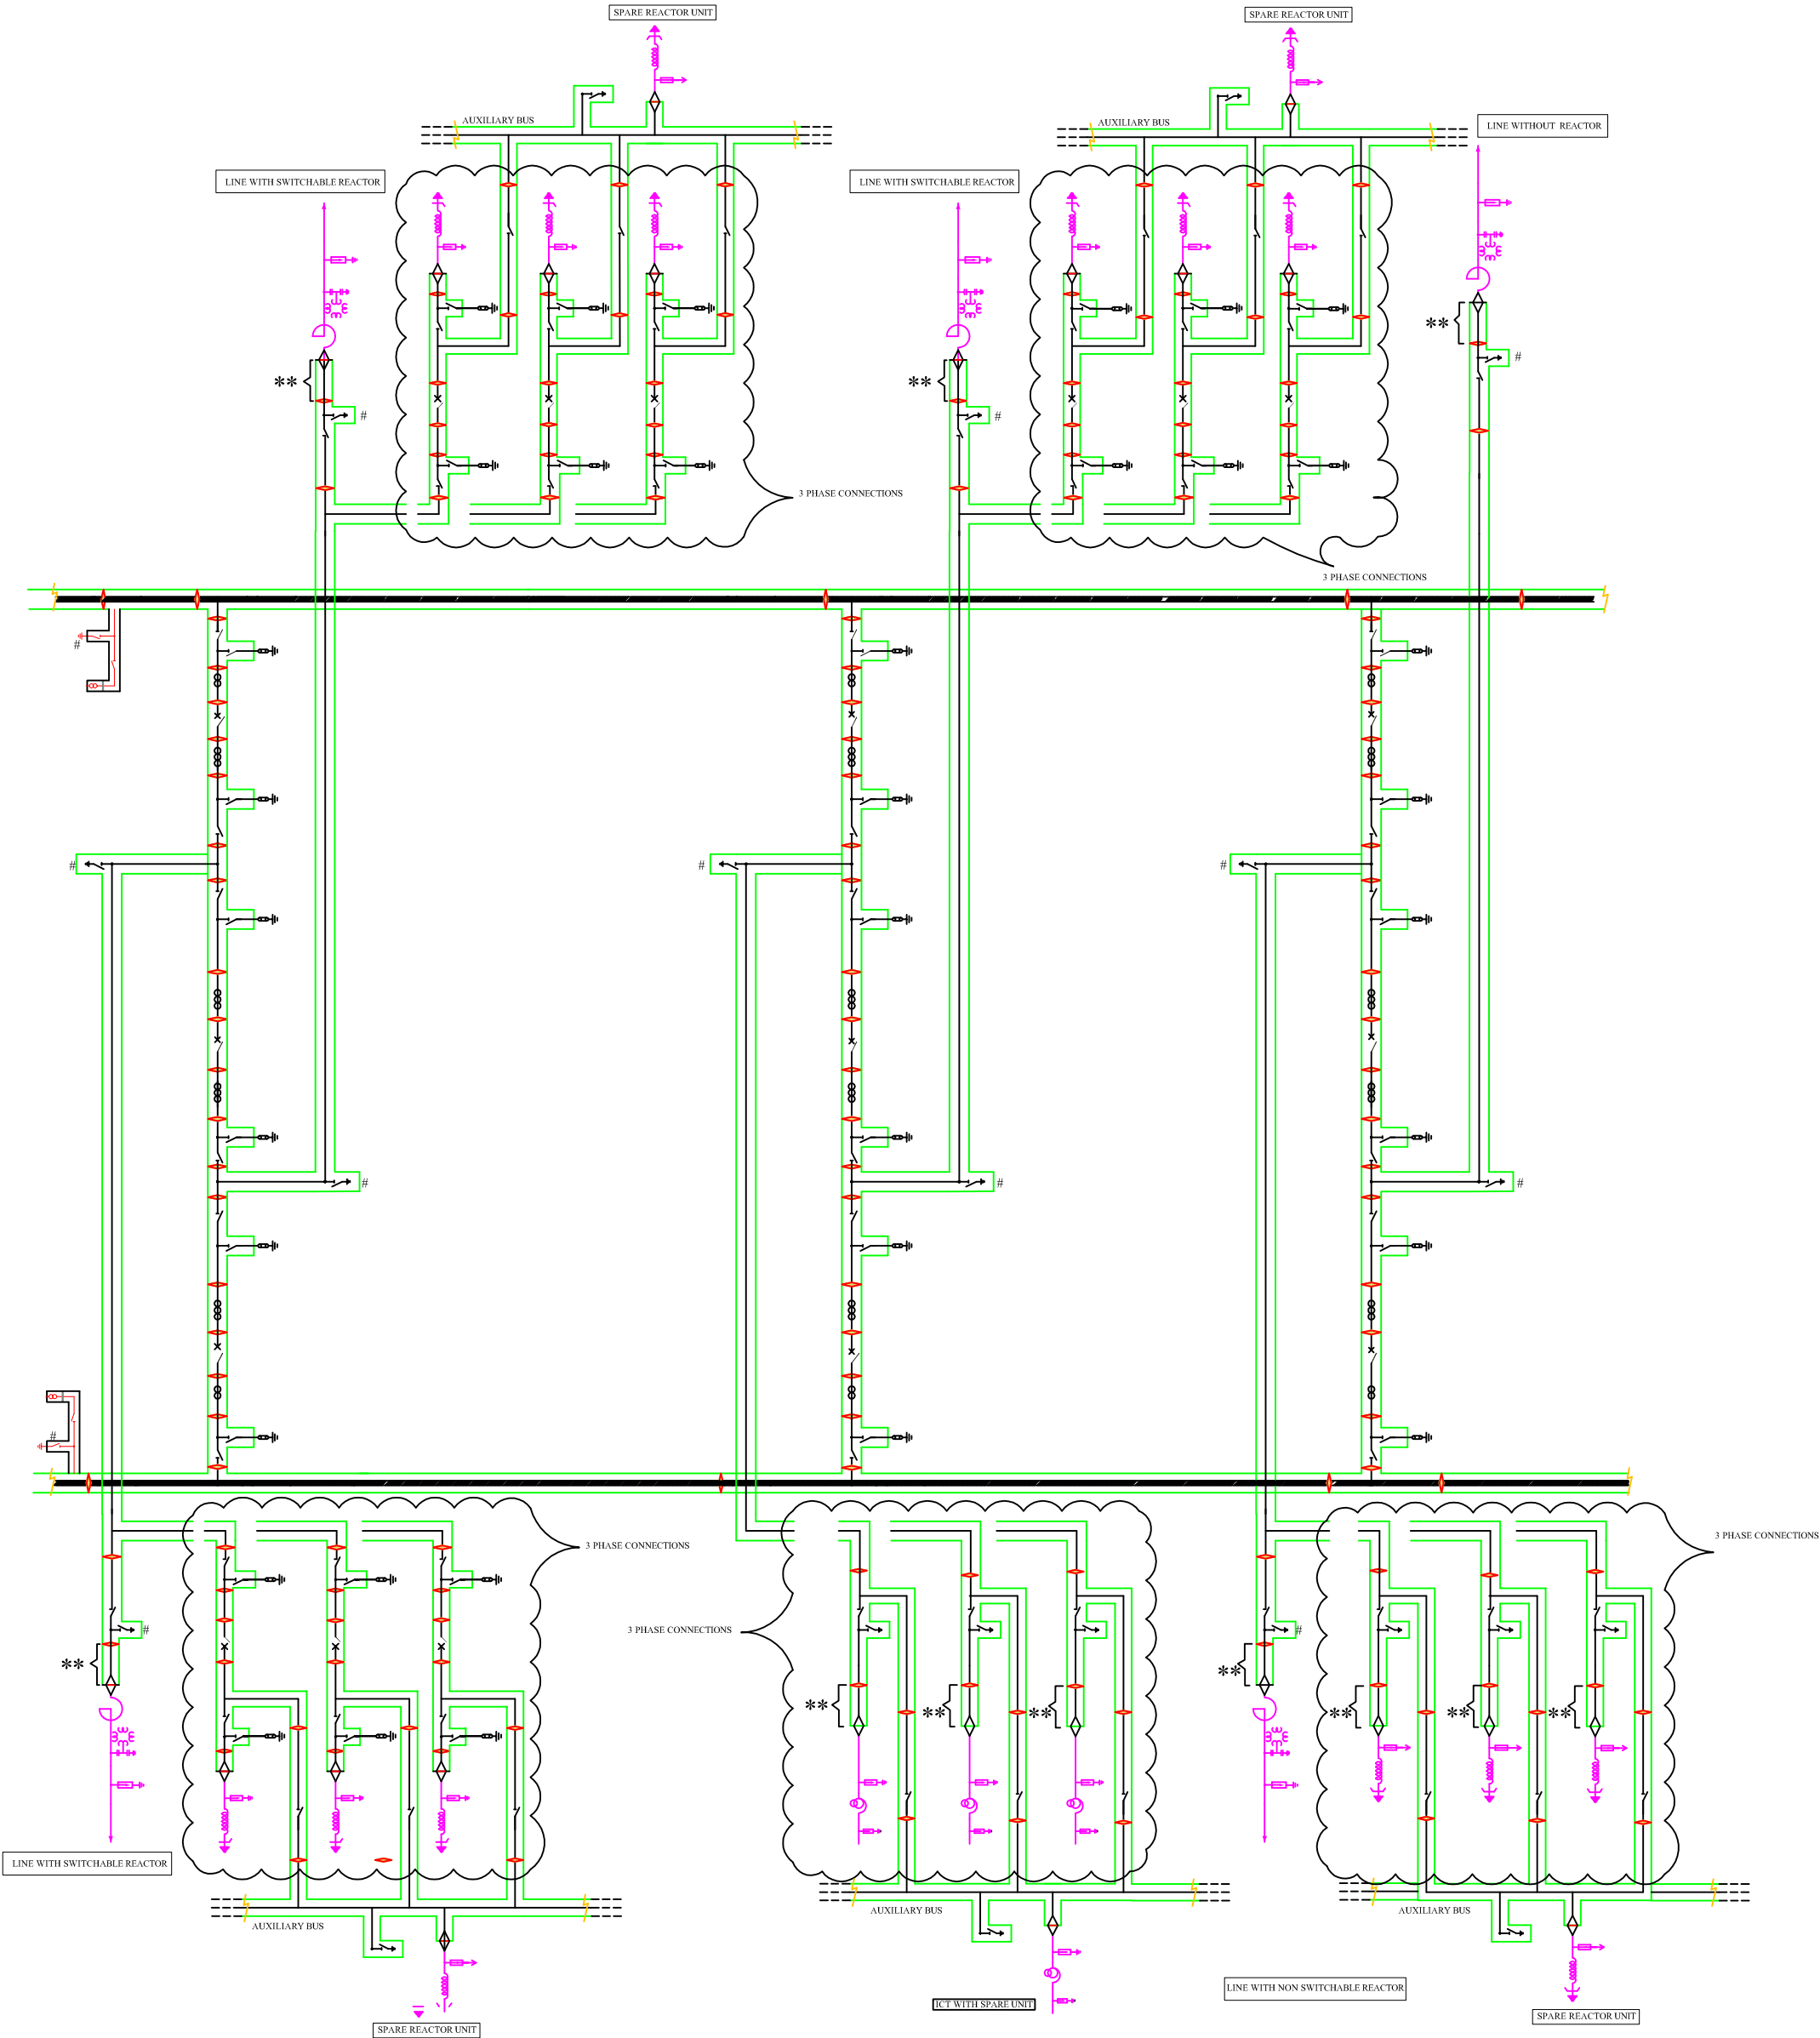 SPARE REACTOR UNIT
SPARE REACTOR UNIT
AUXILIARY BUS
AUXILIARY BUS
LINE WITHOUT REACTOR
LINE WITH SWITCHABLE REACTOR
LINE WITH SWITCHABLE REACTOR
**
**
**
#
#
#
3 PHASE CONNECTIONS
3 PHASE CONNECTIONS
#
#
#
#
#
#
#
#
3 PHASE CONNECTIONS
3 PHASE CONNECTIONS
3 PHASE CONNECTIONS
#
#
**
**
**
**
**
**
**
**
LINE WITH SWITCHABLE REACTOR
AUXILIARY BUS
AUXILIARY BUS
AUXILIARY BUS
LINE WITH NON SWITCHABLE REACTOR
ICT WITH SPARE UNIT
SPARE REACTOR UNIT
SPARE REACTOR UNIT